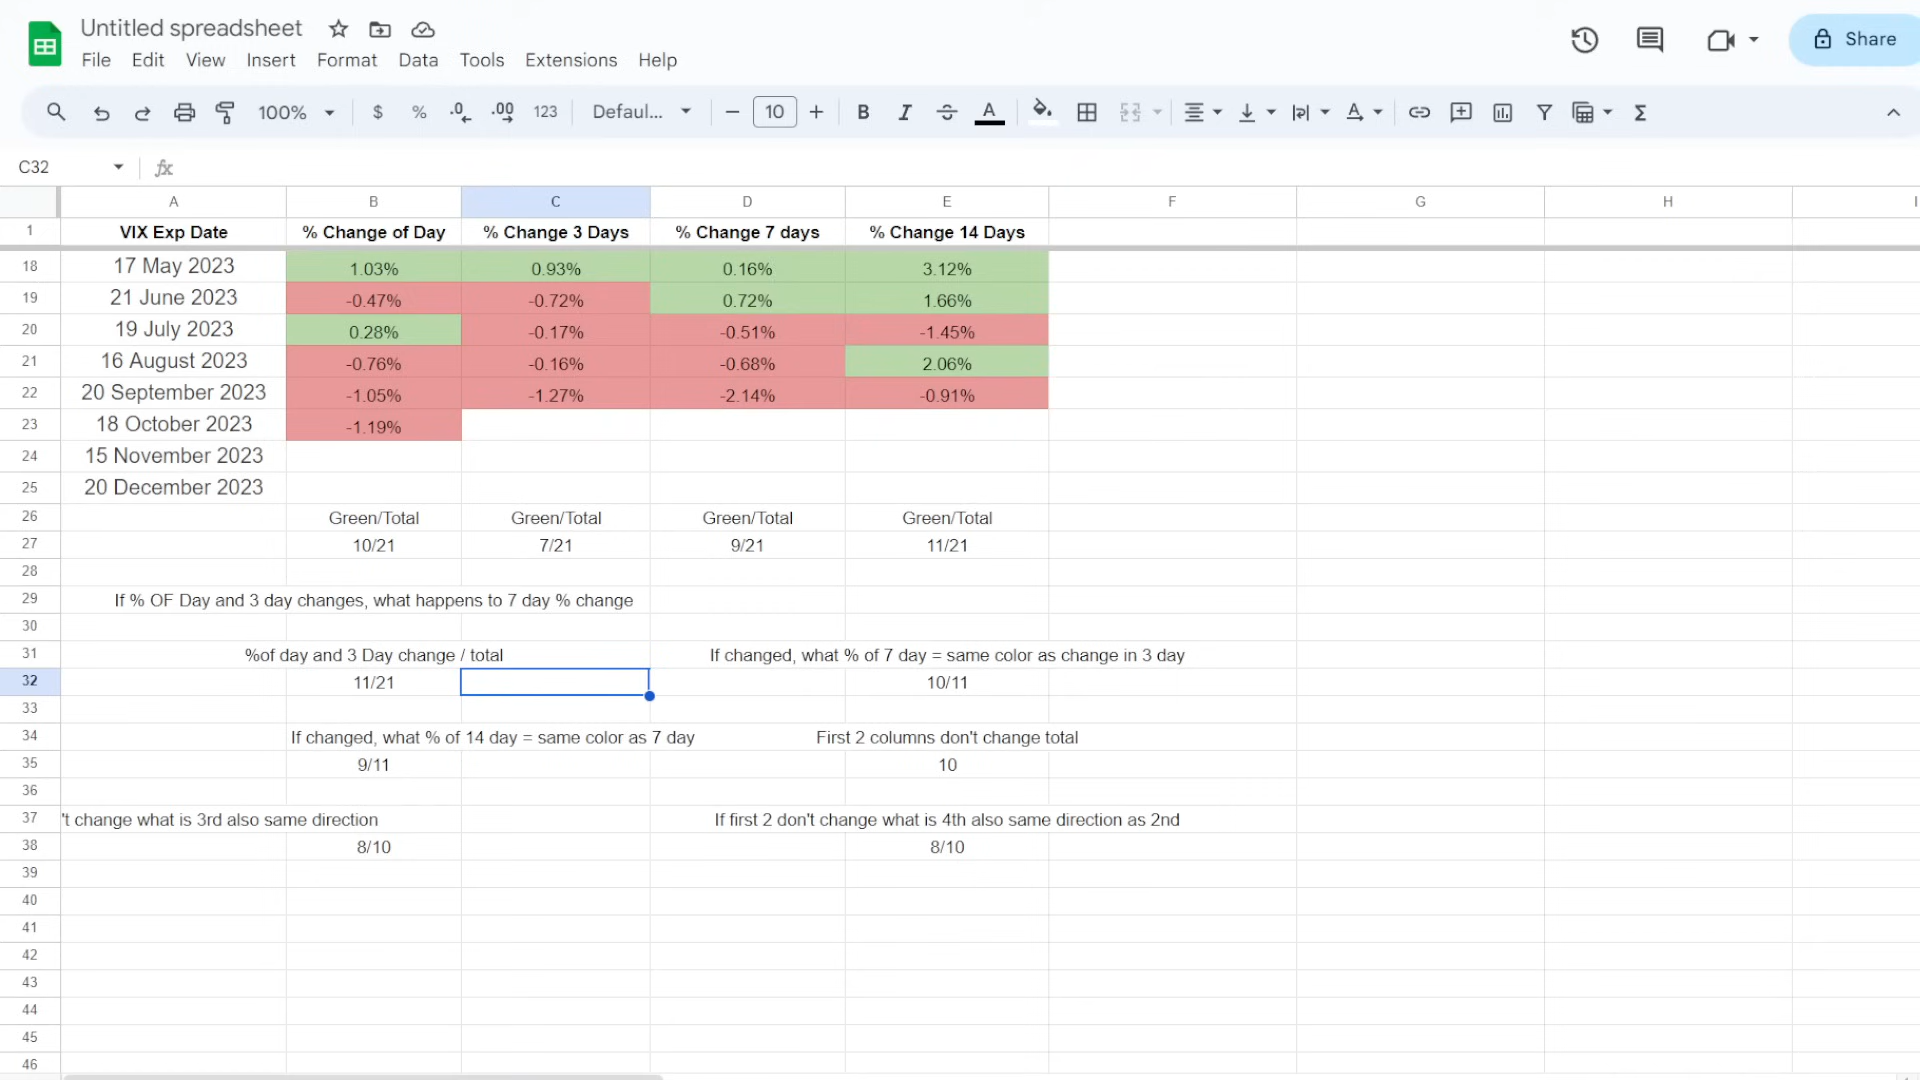 Untitled spreadsheet
File Edit View Insert Format Data Tools Extensions Help
Share
100% $ % .0 .00 123 Defaul... 10 B I A Σ
C32 fx
A B C D E F G H I
1 VIX Exp Date % Change of Day % Change 3 Days % Change 7 days % Change 14 Days
18 17 May 2023 1.03% 0.93% 0.16% 3.12%
19 21 June 2023 -0.47% -0.72% 0.72% 1.66%
20 19 July 2023 0.28% -0.17% -0.51% -1.45%
21 16 August 2023 -0.76% -0.16% -0.68% 2.06%
22 20 September 2023 -1.05% -1.27% -2.14% -0.91%
23 18 October 2023 -1.19%
24 15 November 2023
25 20 December 2023
26 Green/Total Green/Total Green/Total Green/Total
27 10/21 7/21 9/21 11/21
28
29 If % OF Day and 3 day changes, what happens to 7 day % change
30
31 %of day and 3 Day change / total If changed, what % of 7 day = same color as change in 3 day
32 11/21 10/11
33
34 If changed, what % of 14 day = same color as 7 day First 2 columns don't change total
35 9/11 10
36
37 't change what is 3rd also same direction If first 2 don't change what is 4th also same direction as 2nd
38 8/10 8/10
39
40
41
42
43
44
45
46